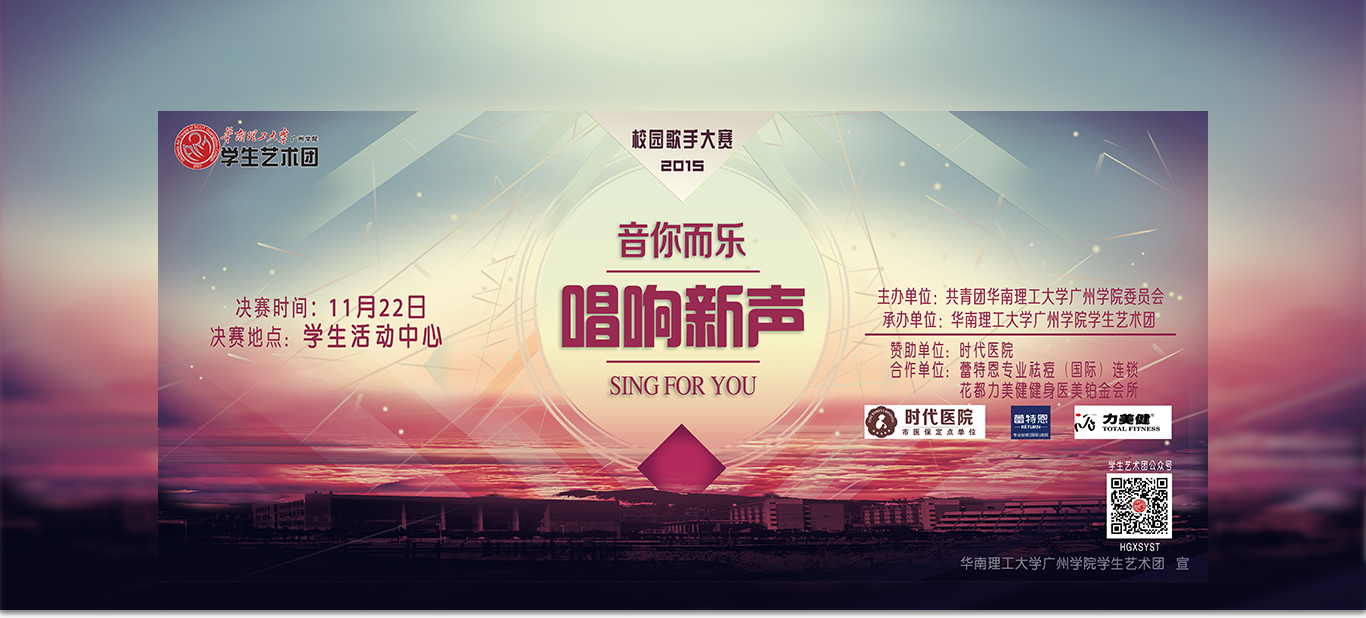 华南理工大学广州学院
学生艺术团
校园歌手大赛
2015
音你而乐
唱响新声
SING FOR YOU
决赛时间：11月22日
决赛地点：学生活动中心
主办单位：共青团华南理工大学广州学院委员会
承办单位：华南理工大学广州学院学生艺术团
赞助单位：时代医院
合作单位：蕾特恩专业祛痘（国际）连锁
花都力美健健身医美铂金会所
时代医院
市医保定点单位
蕾特恩
RETURN
专业祛痘(国际)连锁
力美健®
TOTAL FITNESS
学生艺术团公众号
HGXSYST
华南理工大学广州学院学生艺术团 宣